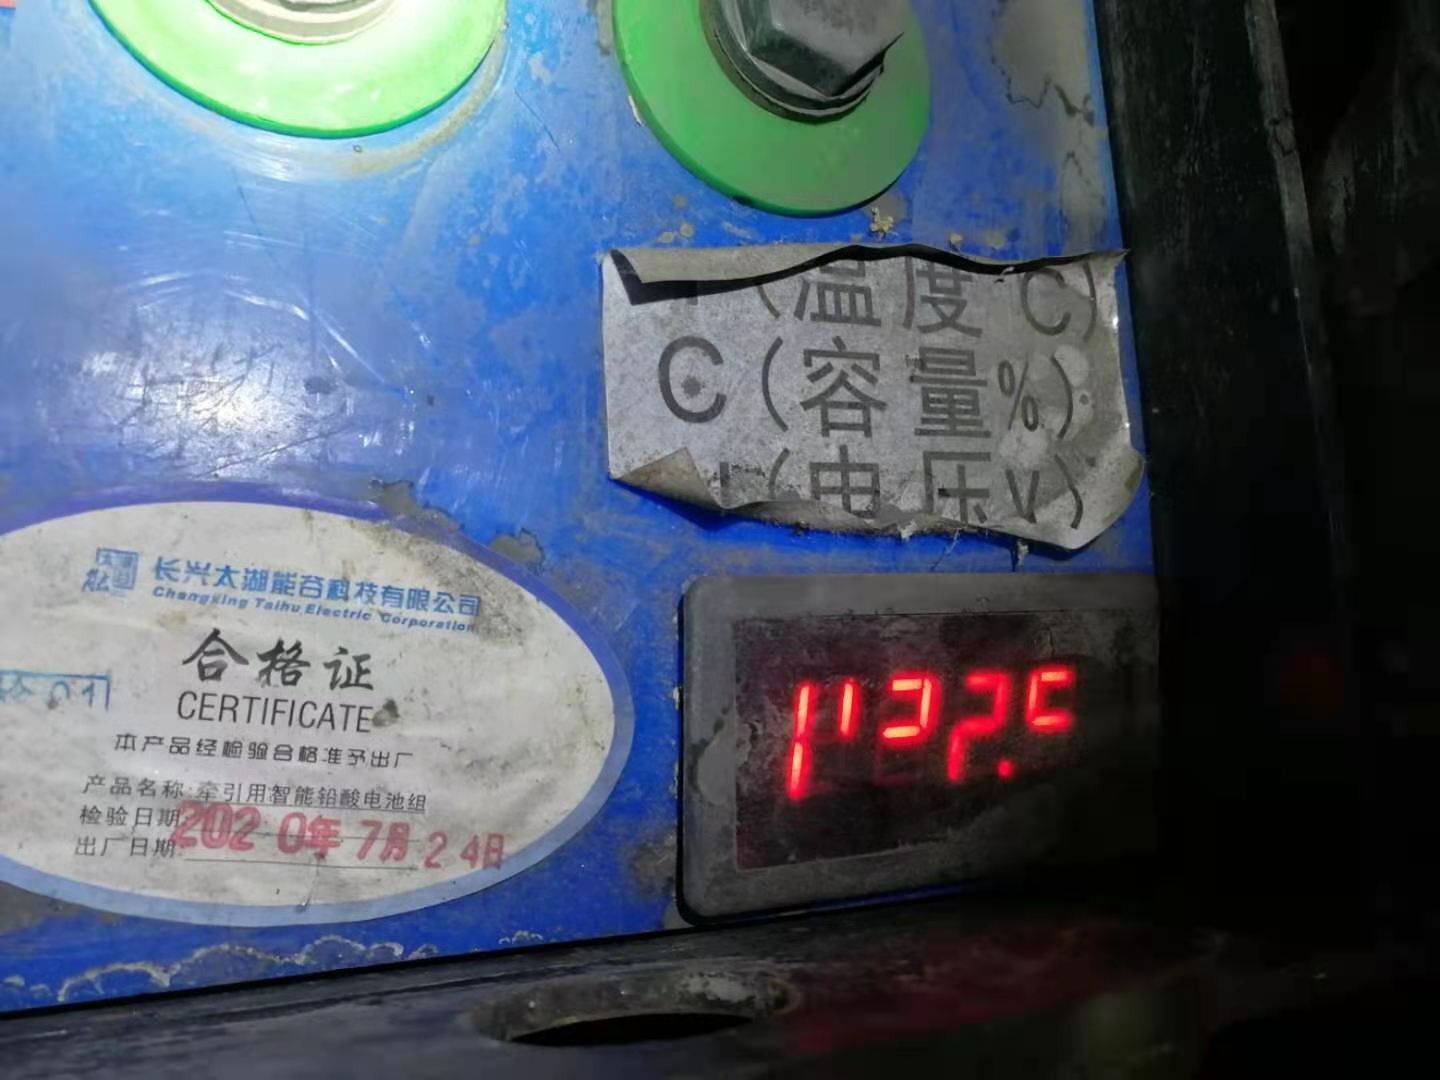 (温度℃)
C(容量%)
(电压V)
长兴太湖能谷科技有限公司
Changxing Taihu Electric Corporation
合格证
CERTIFICATE
本产品经检验合格准予出厂
产品名称:牵引用智能铅酸电池组
检验日期:2020年7月24日
出厂日期: